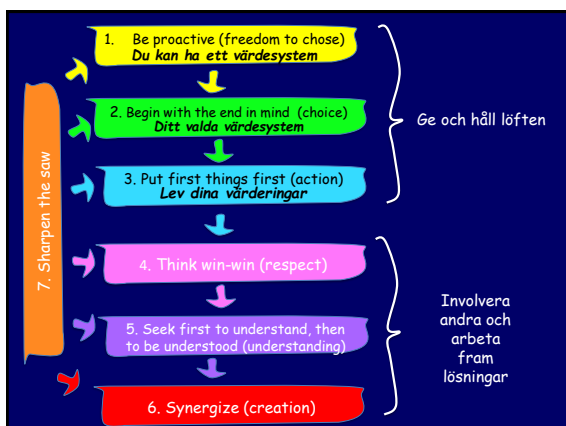 1. Be proactive (freedom to chose)
Du kan ha ett värdesystem
2. Begin with the end in mind (choice)
Ditt valda värdesystem
3. Put first things first (action)
Lev dina värderingar
Ge och håll löften
4. Think win-win (respect)
5. Seek first to understand, then
to be understood (understanding)
6. Synergize (creation)
Involvera
andra och
arbeta
fram
lösningar
7. Sharpen the saw